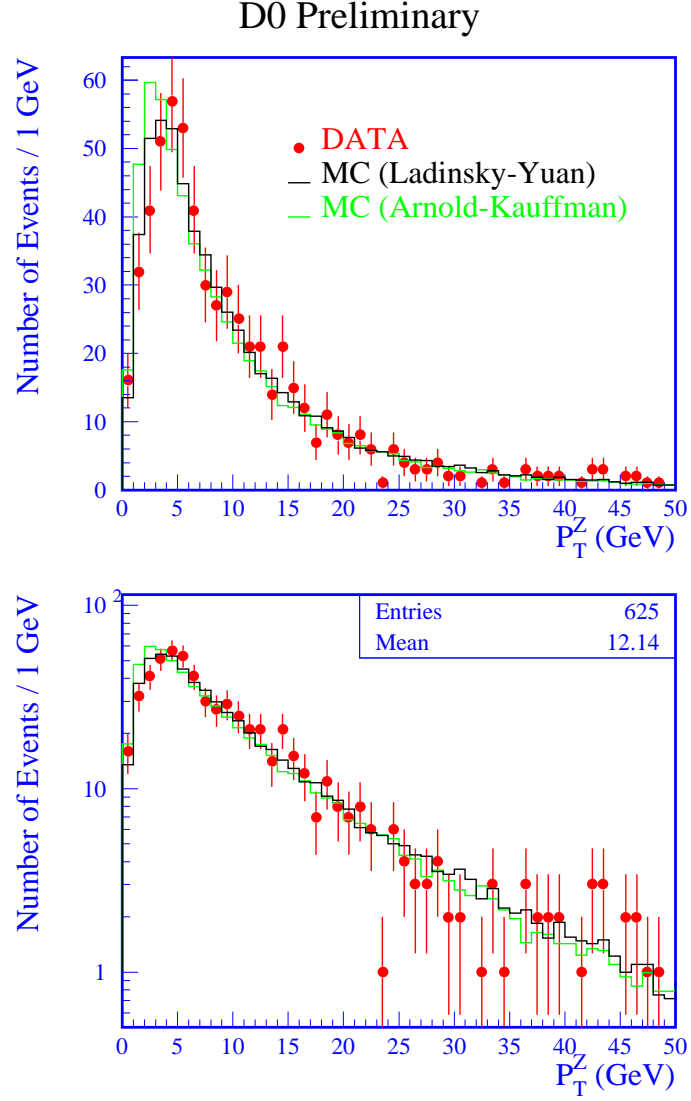 D0 Preliminary
Number of Events / 1 GeV
60
50
40
30
20
10
0
DATA
MC (Ladinsky-Yuan)
MC (Arnold-Kauffman)
0 5 10 15 20 25 30 35 40 45 50
P_T^Z (GeV)
Number of Events / 1 GeV
10^2
10
1
Entries 625
Mean 12.14
0 5 10 15 20 25 30 35 40 45 50
P_T^Z (GeV)